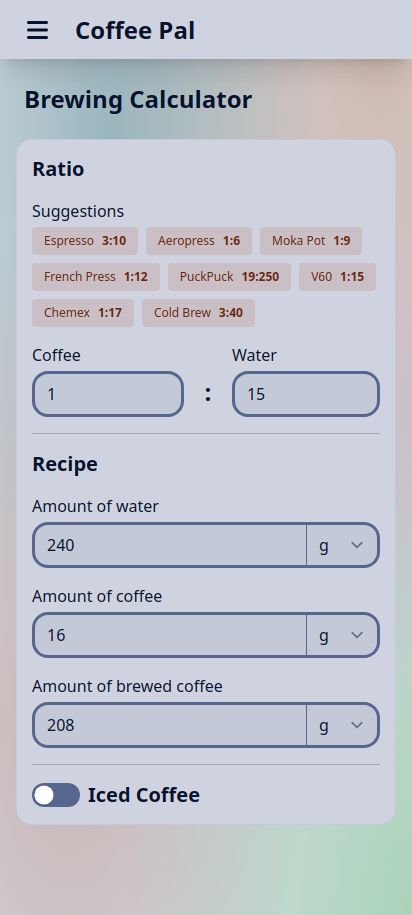 Coffee Pal
Brewing Calculator
Ratio
Suggestions
Espresso 3:10 Aeropress 1:6 Moka Pot 1:9
French Press 1:12 PuckPuck 19:250 V60 1:15
Chemex 1:17 Cold Brew 3:40
Coffee Water
1 : 15
Recipe
Amount of water
240 g
Amount of coffee
16 g
Amount of brewed coffee
208 g
Iced Coffee